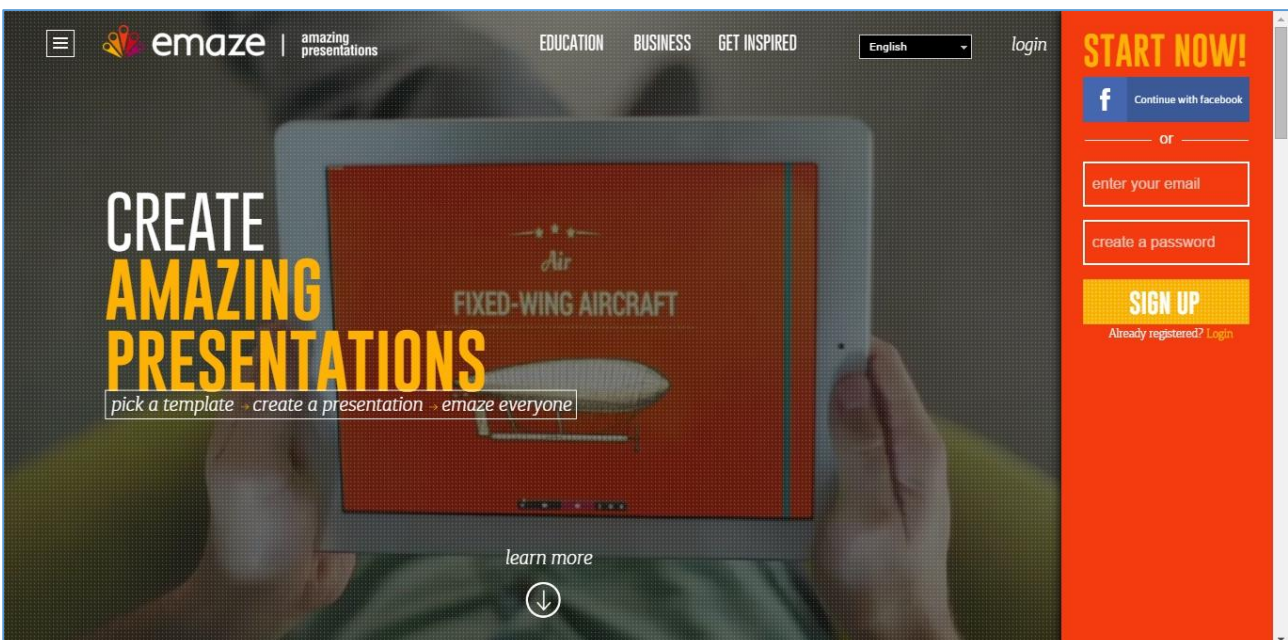 emaze | amazing
presentations
EDUCATION BUSINESS GET INSPIRED
English
login
CREATE
AMAZING
PRESENTATIONS
pick a template → create a presentation → emaze everyone
Air
FIXED-WING AIRCRAFT
learn more
START NOW!
f Continue with facebook
or
enter your email
create a password
SIGN UP
Already registered? Login